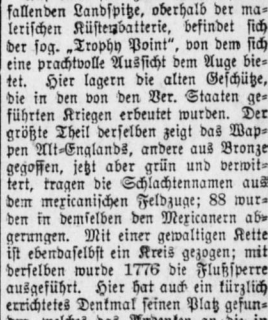 fallenden Landspitze, oberhalb der ma-
lerischen Küstenbatterie, befindet sich
der sog. „Trophy Point“, von dem sich
eine prachtvolle Aussicht dem Auge bie-
tet. Hier lagern die alten Geschütze,
die in den von den Ver. Staaten ge-
führten Kriegen erbeutet wurden. Der
größte Theil derselben zeigt das Wap-
pen Alt-Englands, andere aus Bronze
gegossen, jetzt aber grün und verwit-
tert, tragen die Schlachtennamen aus
dem mexicanischen Feldzuge; 88 wur-
den in demselben den Mexicanern ab-
gerungen. Mit einer gewaltigen Kette
ist ebendaselbst ein Kreis gezogen; mit
derselben wurde 1776 die Flußsperre
ausgeführt. Hier hat auch ein kürzlich
errichtetes Denkmal seinen Platz gefun-